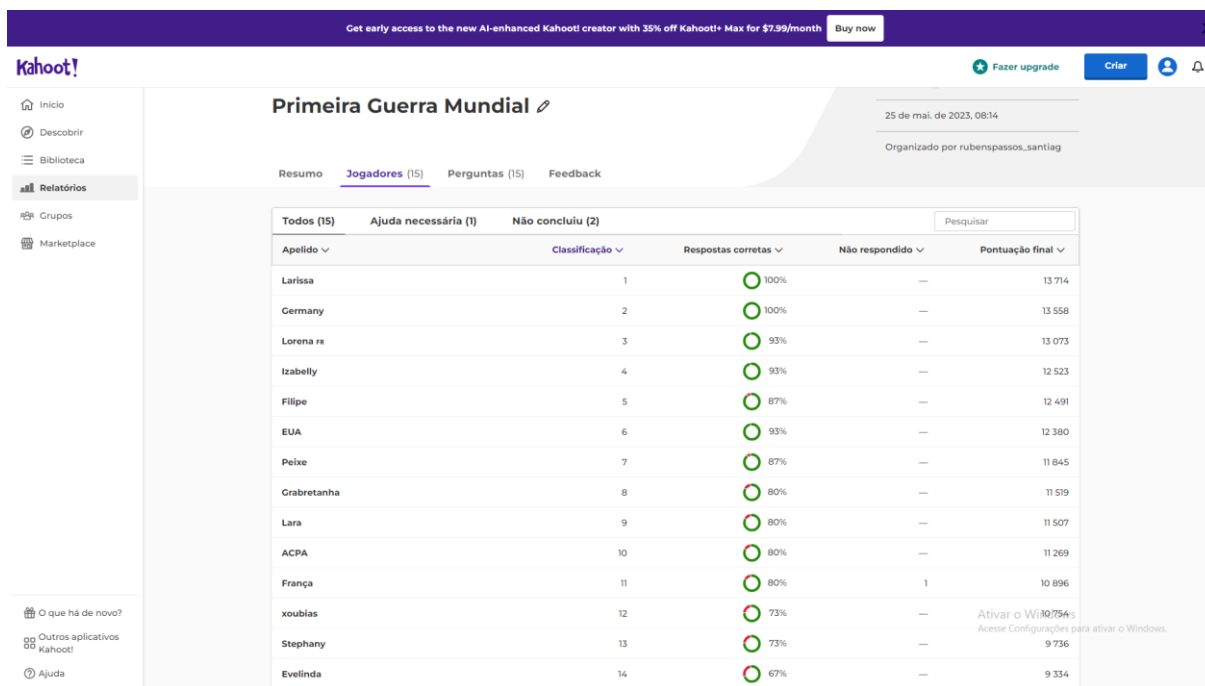 Get early access to the new AI-enhanced Kahoot! creator with 35% off Kahoot!+ Max for $7.99/month Buy now
Kahoot! Fazer upgrade Criar
Início
Descobrir
Biblioteca
Relatórios
Grupos
Marketplace
O que há de novo?
Outros aplicativos
Kahoot!
Ajuda
Primeira Guerra Mundial
25 de mai. de 2023, 08:14
Organizado por rubenspassos_santiag
Resumo Jogadores (15) Perguntas (15) Feedback
Todos (15) Ajuda necessária (1) Não concluiu (2) Pesquisar
Apelido Classificação Respostas corretas Não respondido Pontuação final
Larissa 1 100% — 13 714
Germany 2 100% — 13 558
Lorena FR 3 93% — 13 073
Izabelly 4 93% — 12 523
Filipe 5 87% — 12 491
EUA 6 93% — 12 380
Peixe 7 87% — 11 845
Grabretanha 8 80% — 11 519
Lara 9 80% — 11 507
ACPA 10 80% — 11 269
França 11 80% 1 10 896
xoubias 12 73% — 10 754
Stephany 13 73% — 9 736
Evelinda 14 67% — 9 334
Ativar o Windows
Acesse Configurações para ativar o Windows.